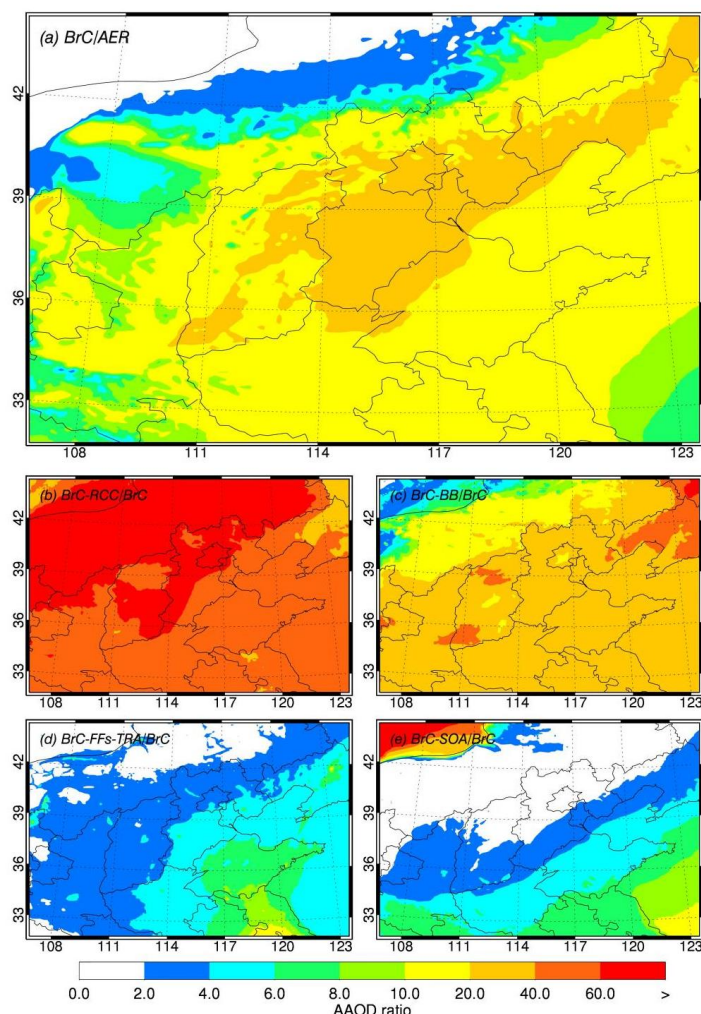 (a) BrC/AER
42
39
36
33
108 111 114 117 120 123
(b) BrC-RCC/BrC
(c) BrC-BB/BrC
42
39
36
33
108 111 114 117 120 123
42
39
36
33
108 111 114 117 120 123
(d) BrC-FFs-TRA/BrC
(e) BrC-SOA/BrC
42
39
36
33
108 111 114 117 120 123
42
39
36
33
108 111 114 117 120 123
0.0 2.0 4.0 6.0 8.0 10.0 20.0 40.0 60.0 >
AAOD ratio